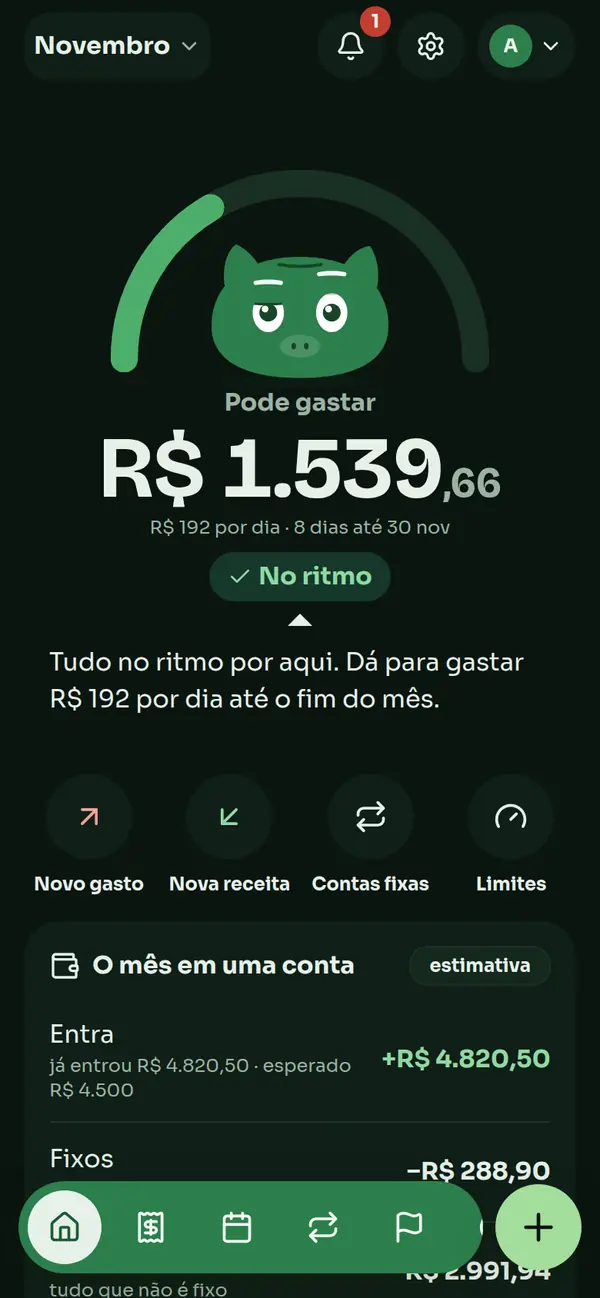 Novembro
1
A
Pode gastar
R$ 1.539,66
R$ 192 por dia · 8 dias até 30 nov
No ritmo
Tudo no ritmo por aqui. Dá para gastar
R$ 192 por dia até o fim do mês.
Novo gasto
Nova receita
Contas fixas
Limites
O mês em uma conta
estimativa
Entra
já entrou R$ 4.820,50 · esperado
R$ 4.500
+R$ 4.820,50
Fixos
−R$ 288,90
R$ 2.991,94
tudo que não é fixo